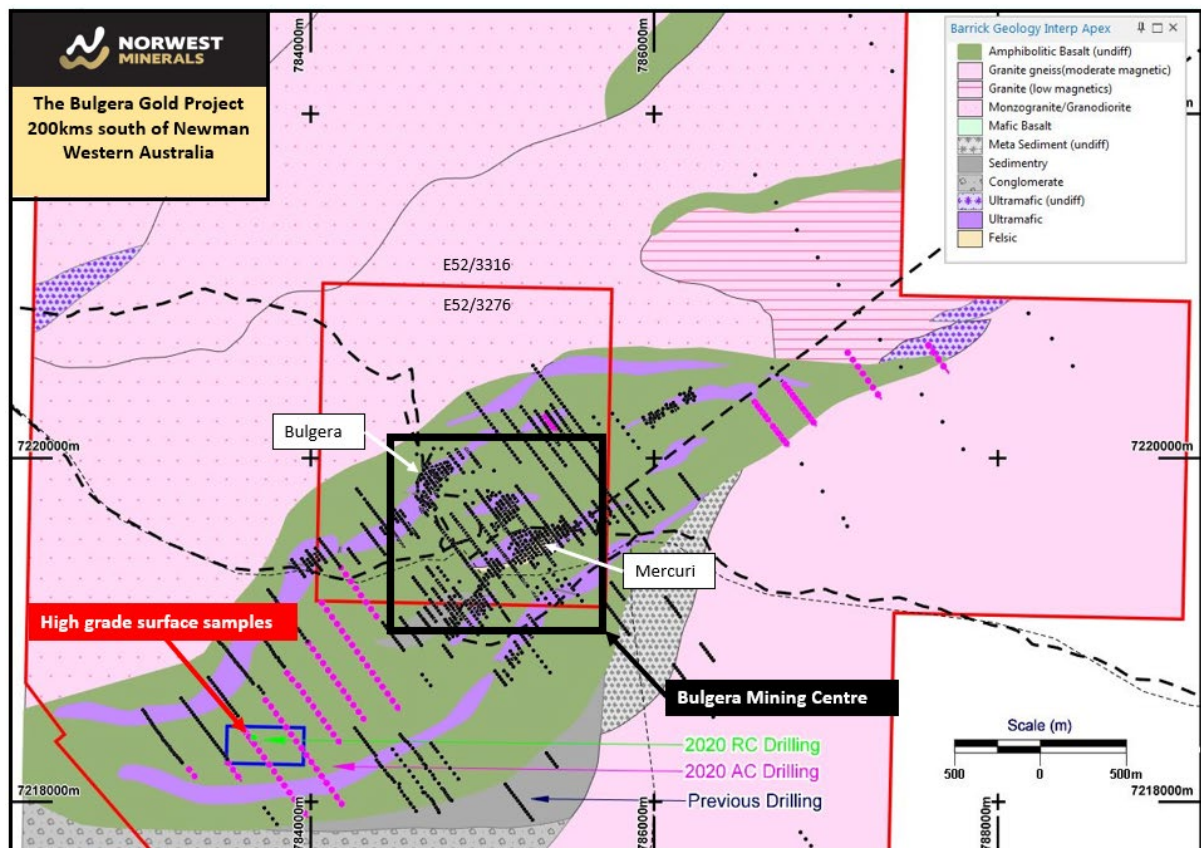 NORWEST
MINERALS
The Bulgera Gold Project
200kms south of Newman
Western Australia
784000m
786000m
Barrick Geology Interp Apex
Amphibolitic Basalt (undiff)
Granite gneiss(moderate magnetic)
Granite (low magnetics)
Monzogranite/Granodiorite
Mafic Basalt
Meta Sediment (undiff)
Sedimentry
Conglomerate
Ultramafic (undiff)
Ultramafic
Felsic
E52/3316
E52/3276
Bulgera
7220000m
7220000m
Mercuri
High grade surface samples
Bulgera Mining Centre
Scale (m)
500
0
500m
2020 RC Drilling
2020 AC Drilling
Previous Drilling
7218000m
7218000m
784000m
786000m
788000m